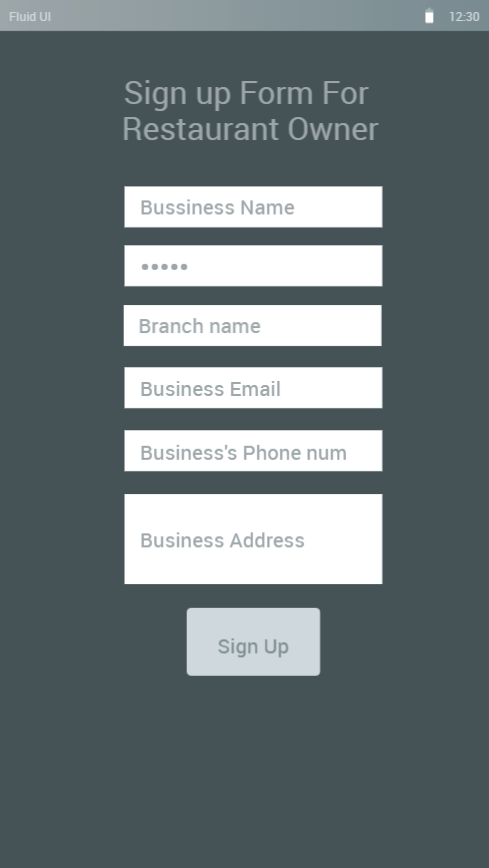 Fluid UI 12:30
Sign up Form For
Restaurant Owner
Bussiness Name
•••••
Branch name
Business Email
Business's Phone num
Business Address
Sign Up